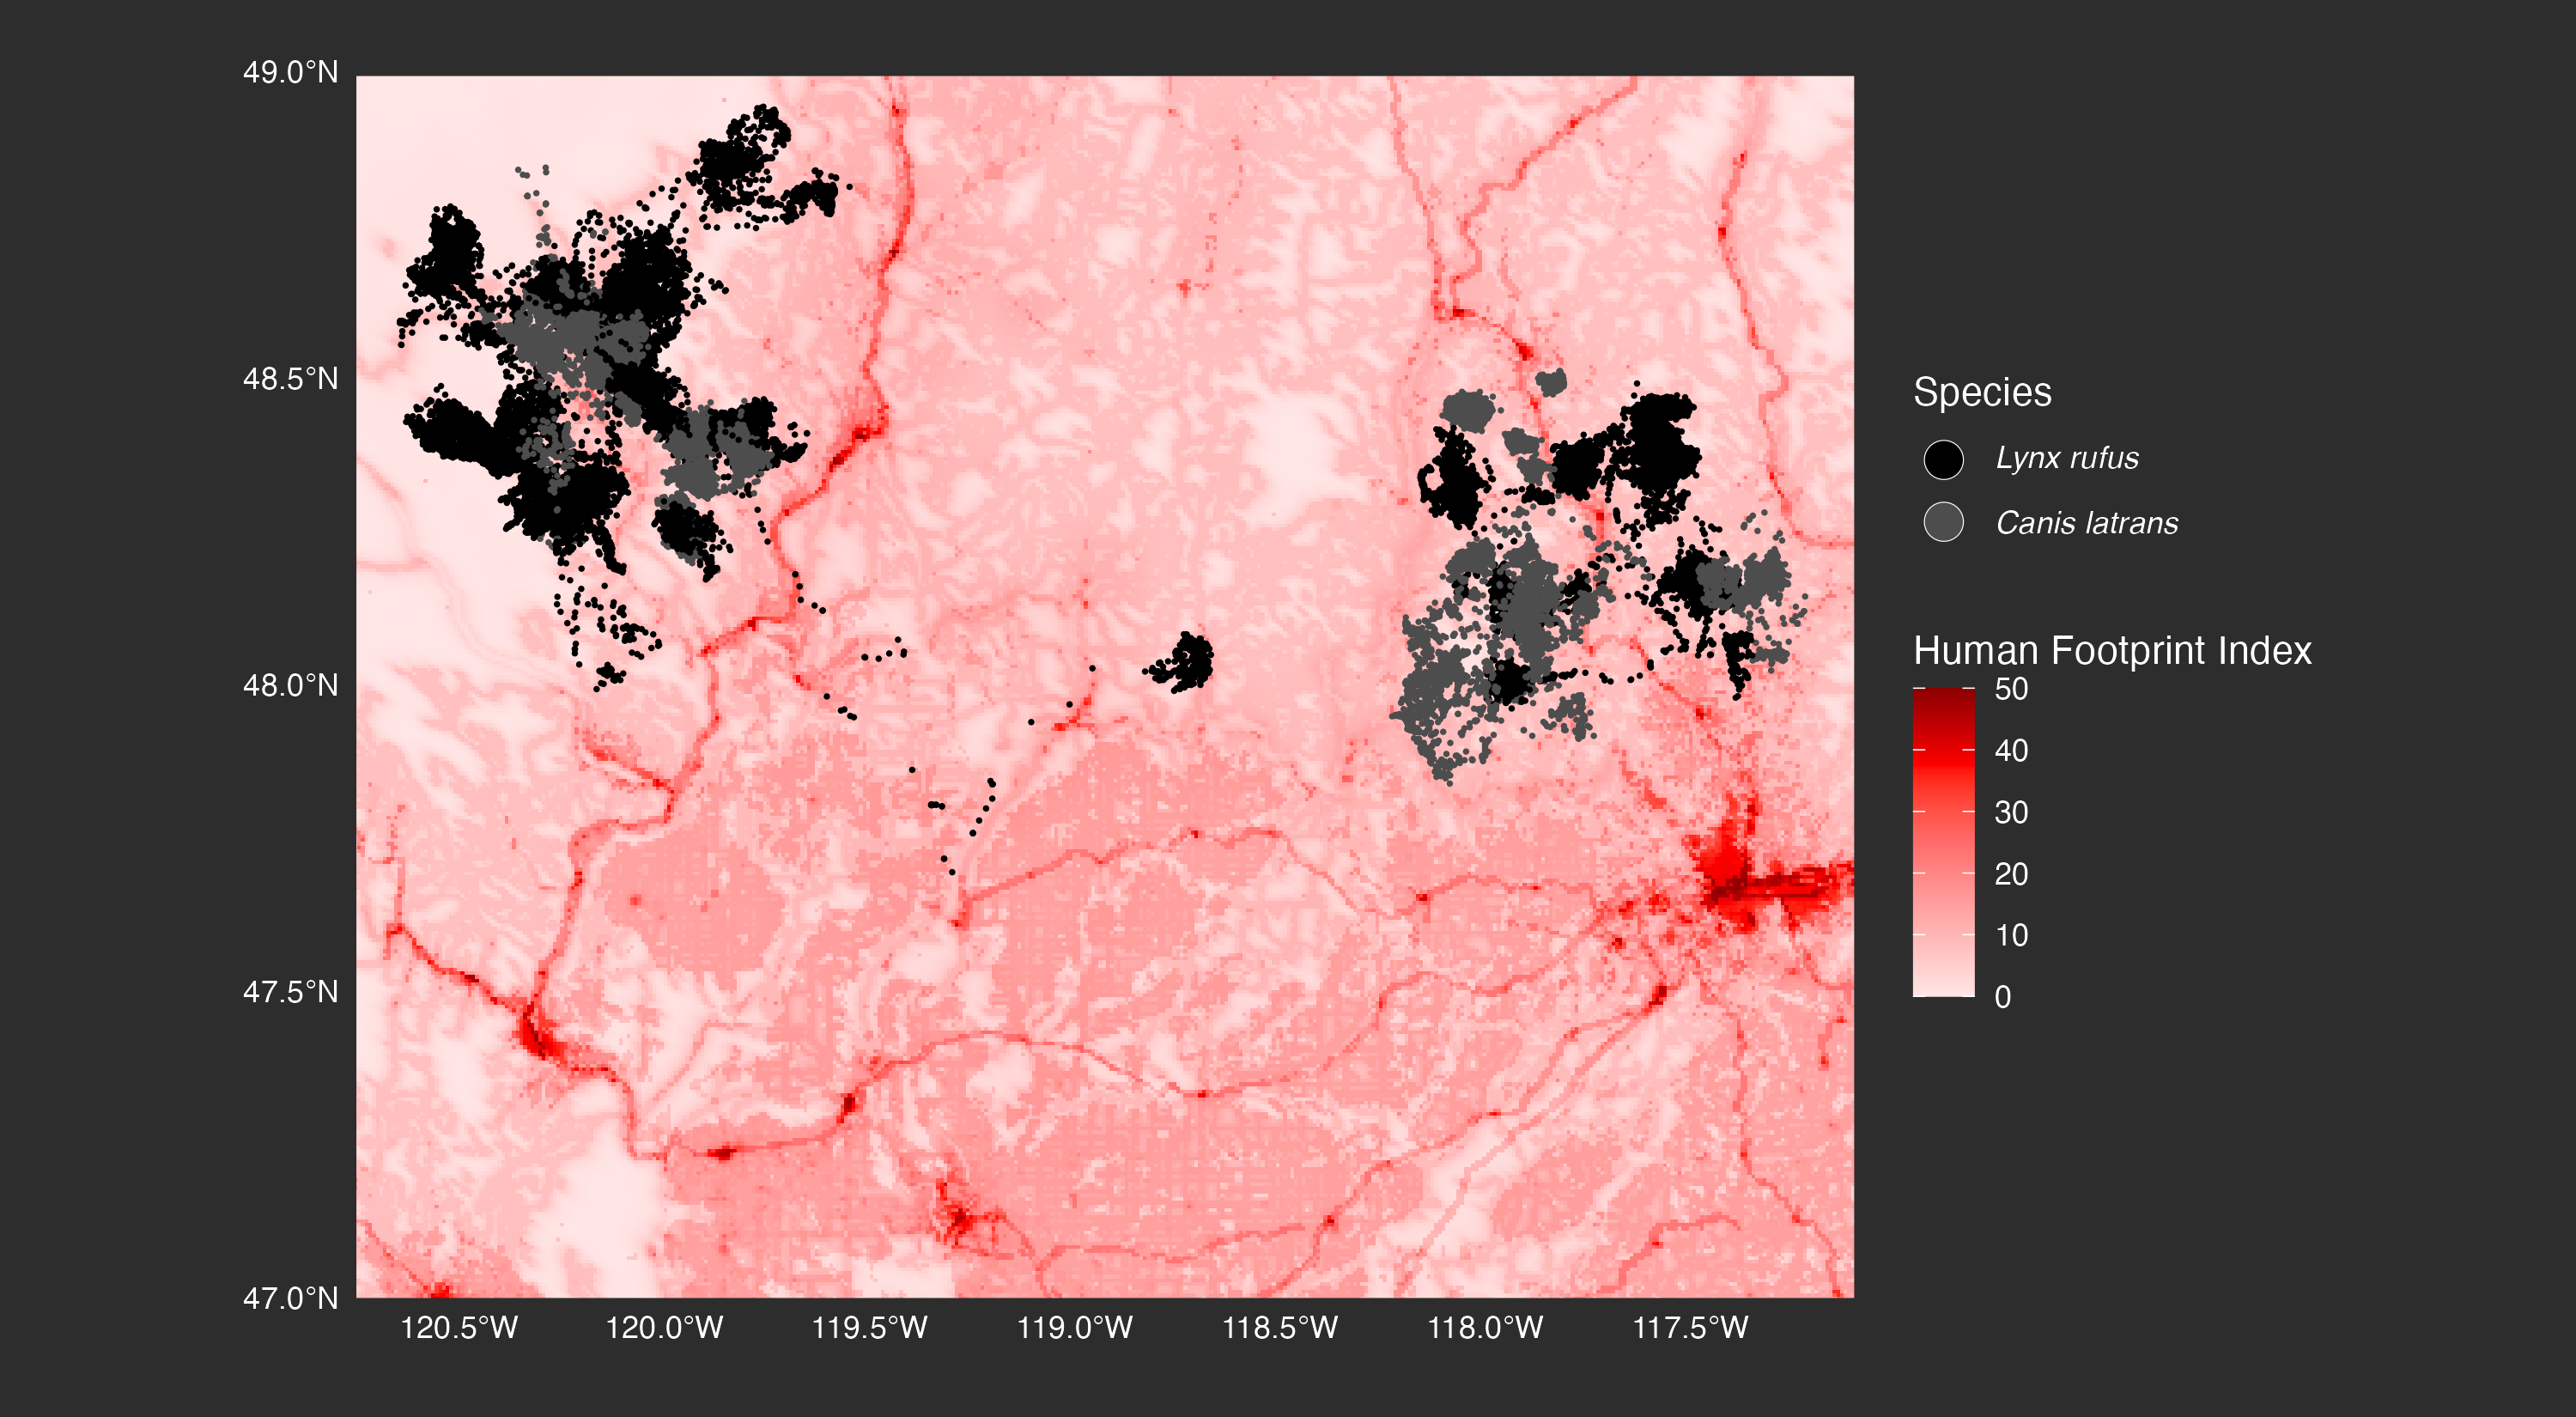 49.0°N
48.5°N
48.0°N
47.5°N
47.0°N
120.5°W
120.0°W
119.5°W
119.0°W
118.5°W
118.0°W
117.5°W
Species
Lynx rufus
Canis latrans
Human Footprint Index
50
40
30
20
10
0